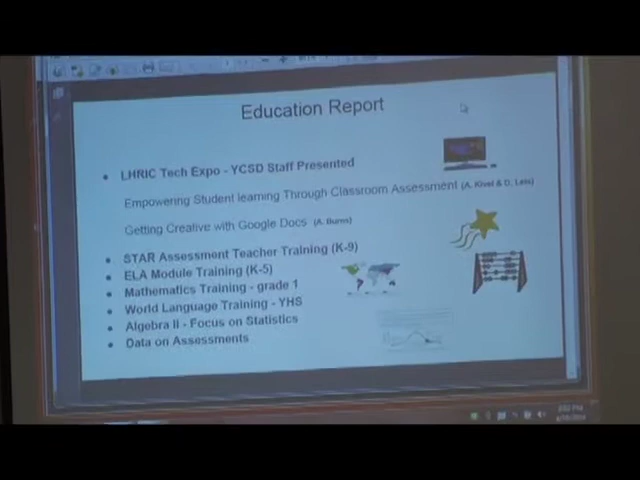 Education Report
LHRIC Tech Expo - YCSD Staff Presented
Empowering Student learning Through Classroom Assessment (A. Kivel & D. Leis)
Getting Creative with Google Docs (A. Burns)
STAR Assessment Teacher Training (K-9)
ELA Module Training (K-5)
Mathematics Training - grade 1
World Language Training - YHS
Algebra II - Focus on Statistics
Data on Assessments